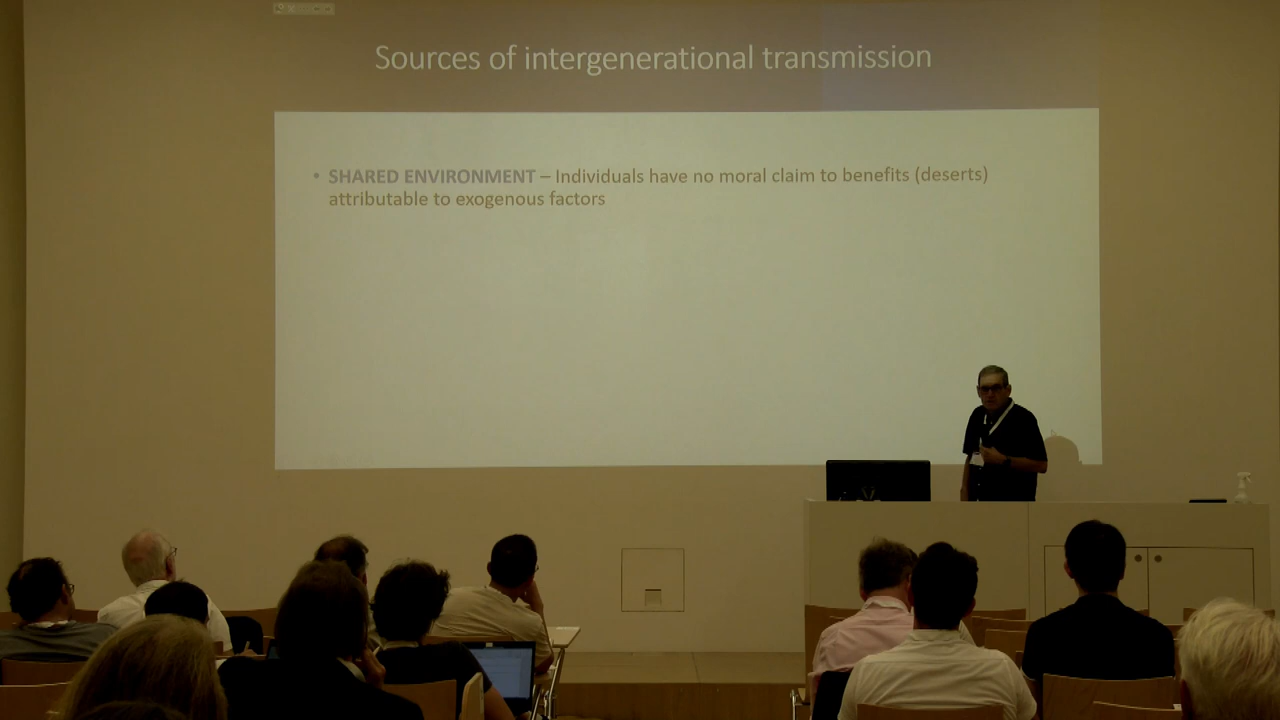 Sources of intergenerational transmission
• SHARED ENVIRONMENT – Individuals have no moral claim to benefits (deserts)
attributable to exogenous factors